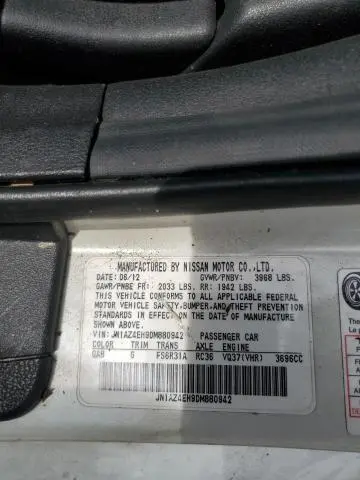 MANUFACTURED BY NISSAN MOTOR CO.,LTD.
DATE: 08/12 GVWR/PNBV: 3968 LBS.
GAWR/PNBE FR: 2033 LBS. RR: 1942 LBS.
THIS VEHICLE CONFORMS TO ALL APPLICABLE FEDERAL
MOTOR VEHICLE SAFETY,BUMPER,AND THEFT PREVENTION
STANDARDS IN EFFECT ON THE DATE OF MANUFACTURE
SHOWN ABOVE.
VIN: JN1AZ4EH9DM880942 PASSENGER CAR
COLOR TRIM TRANS AXLE ENGINE
QAB G FS6R31A RC36 VQ37(VHR) 3696CC
JN1AZ4EH9DM880942